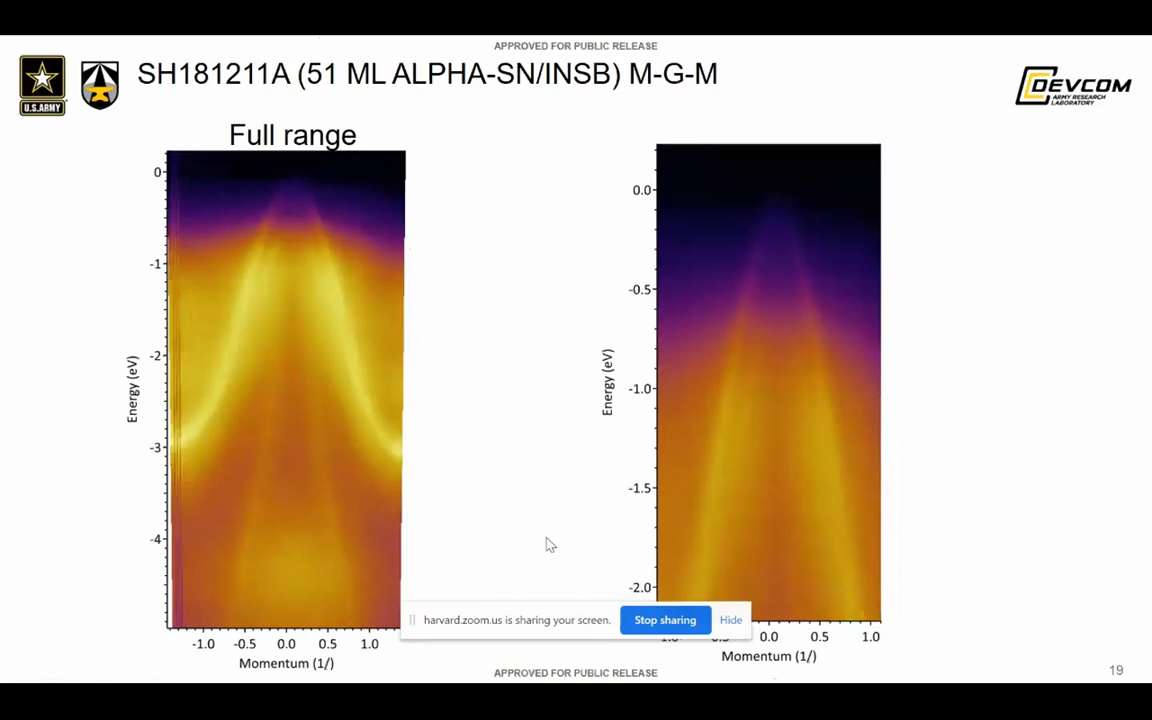 APPROVED FOR PUBLIC RELEASE
U.S.ARMY
SH181211A (51 ML ALPHA-SN/INSB) M-G-M
DEVCOM
ARMY RESEARCH
LABORATORY
Full range
0
-1
-2
-3
-4
Energy (eV)
-1.0 -0.5 0.0 0.5 1.0
Momentum (1/)
0.0
-0.5
-1.0
-1.5
-2.0
Energy (eV)
0.0 0.5 1.0
Momentum (1/)
harvard.zoom.us is sharing your screen.
Stop sharing
Hide
APPROVED FOR PUBLIC RELEASE
19